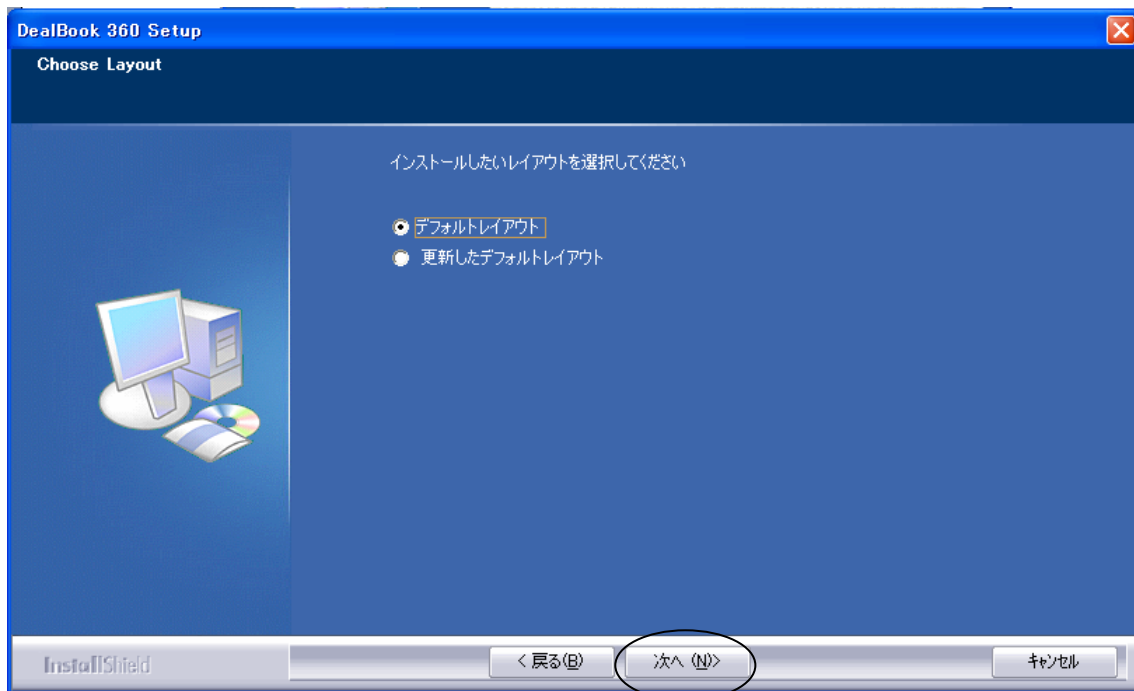 DealBook 360 Setup
Choose Layout
インストールしたいレイアウトを選択してください
デフォルトレイアウト
更新したデフォルトレイアウト
InstallShield
< 戻る(B)
次へ (N)>
キャンセル